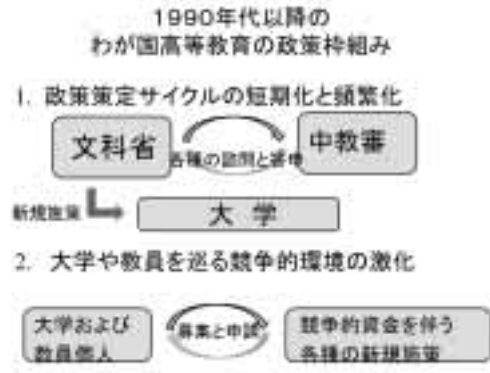 1990年代以降の
わが国高等教育の政策枠組み
1. 政策策定サイクルの短期化と頻繁化
文科省
各種の諮問と答申
中教審
新規施策
大 学
2. 大学や教員を巡る競争的環境の激化
大学および
教員個人
募集と申請
競争的資金を伴う
各種の新規施策